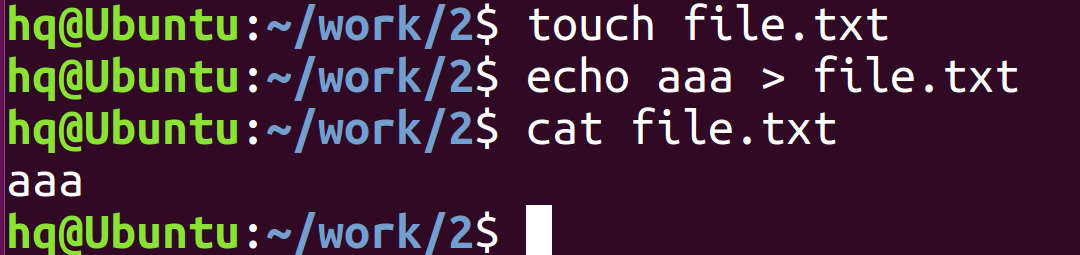 hq@Ubuntu:~/work/2$ touch file.txt
hq@Ubuntu:~/work/2$ echo aaa > file.txt
hq@Ubuntu:~/work/2$ cat file.txt
aaa
hq@Ubuntu:~/work/2$